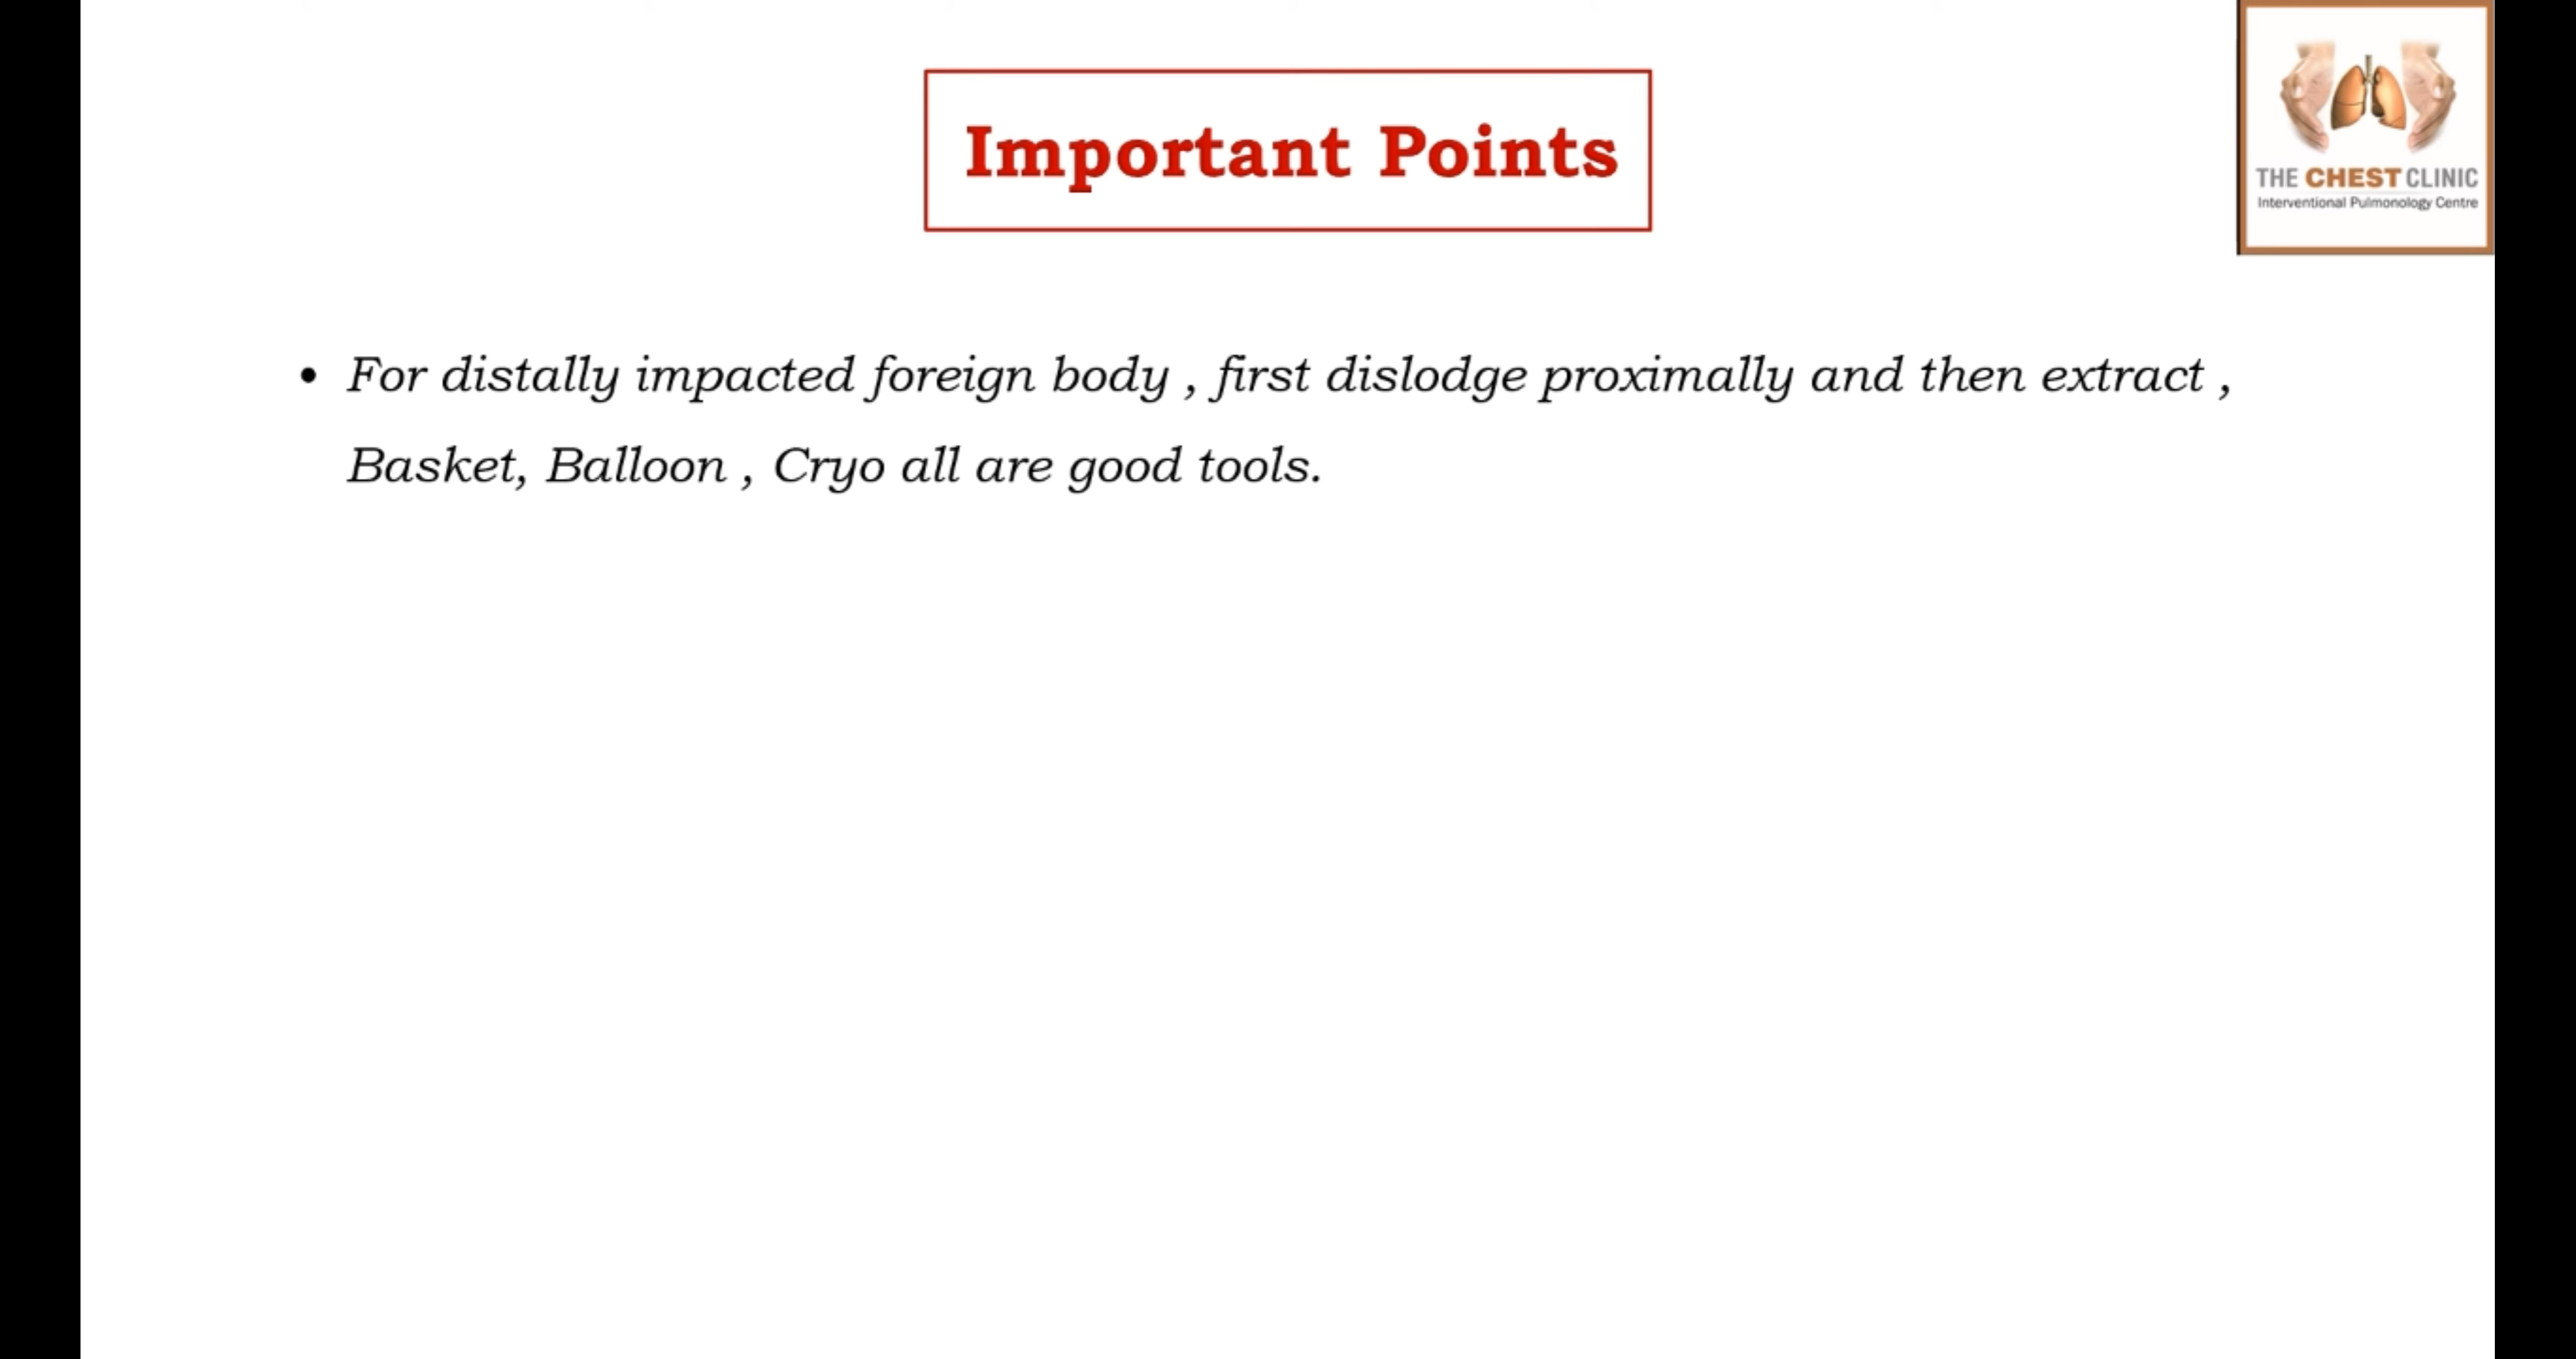 Important Points
THE CHEST CLINIC
Interventional Pulmonology Centre
• For distally impacted foreign body , first dislodge proximally and then extract ,
Basket, Balloon , Cryo all are good tools.